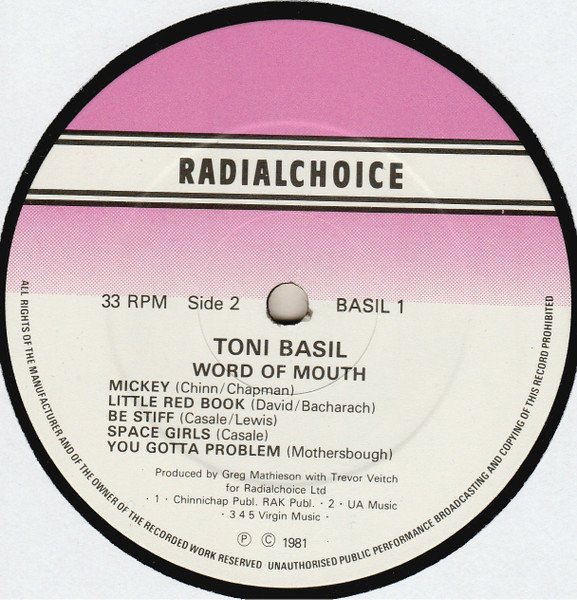 RADIALCHOICE
33 RPM Side 2 BASIL 1
TONI BASIL
WORD OF MOUTH
MICKEY (Chinn/Chapman)
LITTLE RED BOOK (David/Bacharach)
BE STIFF (Casale/Lewis)
SPACE GIRLS (Casale)
YOU GOTTA PROBLEM (Mothersbough)
Produced by Greg Mathieson with Trevor Veitch
for Radialchoice Ltd
· 1 · Chinnichap Publ. RAK Publ. · 2 · UA Music
· 3 4 5 Virgin Music ·
Ⓟ © 1981
ALL RIGHTS OF THE MANUFACTURER AND OF THE OWNER OF THE RECORDED WORK RESERVED UNAUTHORISED PUBLIC PERFORMANCE BROADCASTING AND COPYING OF THIS RECORD PROHIBITED